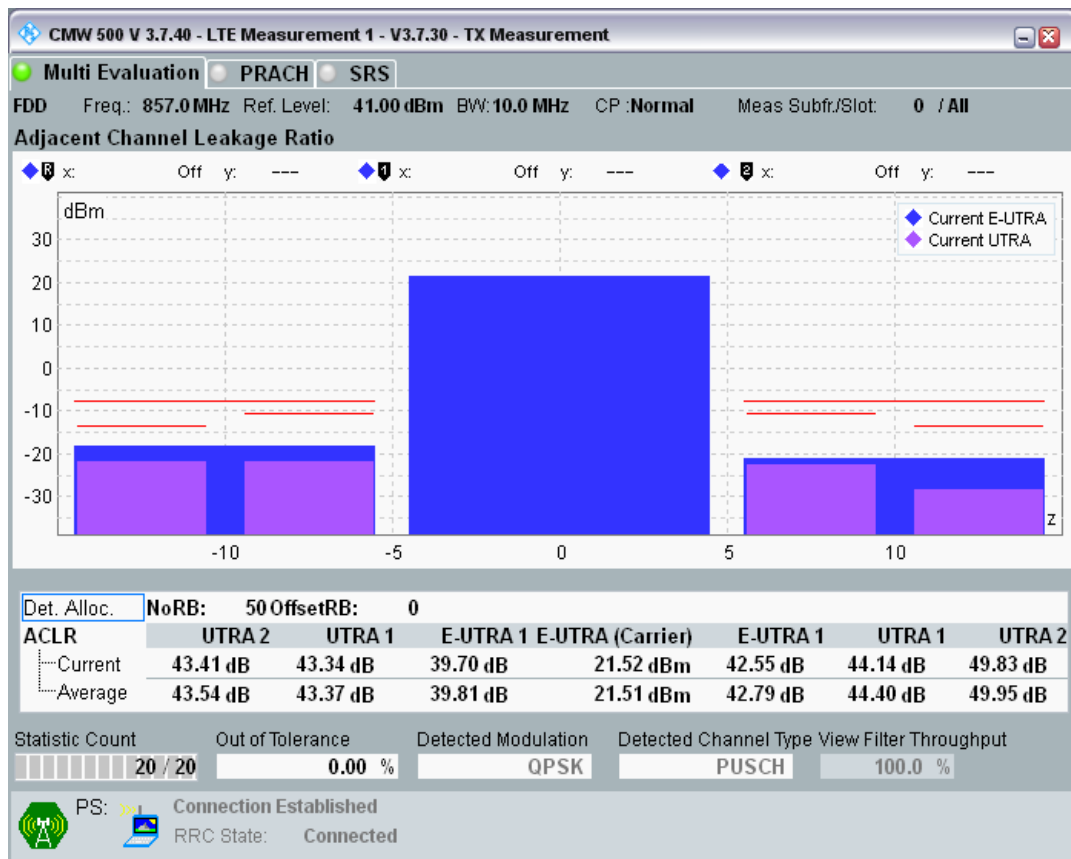 CMW 500 V 3.7.40 - LTE Measurement 1 - V3.7.30 - TX Measurement
Multi Evaluation PRACH SRS
FDD Freq.: 857.0 MHz Ref. Level: 41.00 dBm BW: 10.0 MHz CP :Normal Meas Subfr./Slot: 0 / All
Adjacent Channel Leakage Ratio
R x: Off y: --- 1 x: Off y: --- 2 x: Off y: ---
dBm
Current E-UTRA
Current UTRA
30
20
10
0
-10
-20
-30
z
-10 -5 0 5 10
Det. Alloc. NoRB: 50 OffsetRB: 0
ACLR UTRA 2 UTRA 1 E-UTRA 1 E-UTRA (Carrier) E-UTRA 1 UTRA 1 UTRA 2
Current 43.41 dB 43.34 dB 39.70 dB 21.52 dBm 42.55 dB 44.14 dB 49.83 dB
Average 43.54 dB 43.37 dB 39.81 dB 21.51 dBm 42.79 dB 44.40 dB 49.95 dB
Statistic Count Out of Tolerance Detected Modulation Detected Channel Type View Filter Throughput
20 / 20 0.00 % QPSK PUSCH 100.0 %
PS: Connection Established
RRC State: Connected